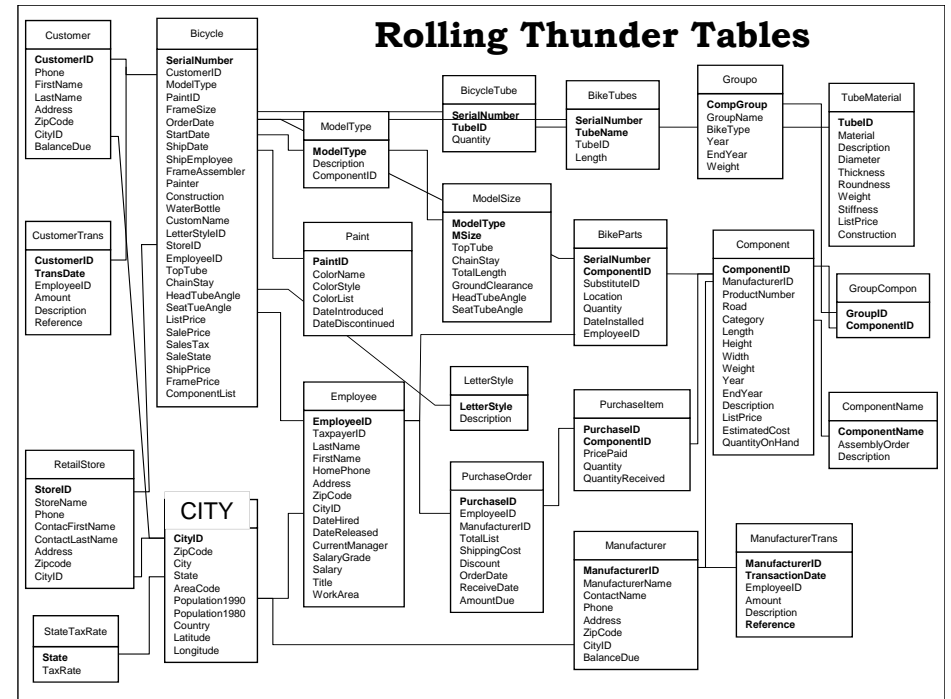 Rolling Thunder Tables
Customer
CustomerID
Phone
FirstName
LastName
Address
ZipCode
CityID
BalanceDue
Bicycle
SerialNumber
CustomerID
ModelType
PaintID
FrameSize
OrderDate
StartDate
ShipDate
ShipEmployee
FrameAssembler
Painter
Construction
WaterBottle
CustomName
LetterStyleID
StoreID
EmployeeID
TopTube
ChainStay
HeadTubeAngle
SeatTueAngle
ListPrice
SalePrice
SalesTax
SaleState
ShipPrice
FramePrice
ComponentList
CustomerTrans
CustomerID
TransDate
EmployeeID
Amount
Description
Reference
RetailStore
StoreID
StoreName
Phone
ContacFirstName
ContactLastName
Address
Zipcode
CityID
StateTaxRate
State
TaxRate
CITY
CityID
ZipCode
City
State
AreaCode
Population1990
Population1980
Country
Latitude
Longitude
ModelType
ModelType
Description
ComponentID
Paint
PaintID
ColorName
ColorStyle
ColorList
DateIntroduced
DateDiscontinued
Employee
EmployeeID
TaxpayerID
LastName
FirstName
HomePhone
Address
ZipCode
CityID
DateHired
DateReleased
CurrentManager
SalaryGrade
Salary
Title
WorkArea
BicycleTube
SerialNumber
TubeID
Quantity
ModelSize
ModelType
MSize
TopTube
ChainStay
TotalLength
GroundClearance
HeadTubeAngle
SeatTubeAngle
LetterStyle
LetterStyle
Description
PurchaseOrder
PurchaseID
EmployeeID
ManufacturerID
TotalList
ShippingCost
Discount
OrderDate
ReceiveDate
AmountDue
BikeTubes
SerialNumber
TubeName
TubeID
Length
BikeParts
SerialNumber
ComponentID
SubstituteID
Location
Quantity
DateInstalled
EmployeeID
PurchaseItem
PurchaseID
ComponentID
PricePaid
Quantity
QuantityReceived
Manufacturer
ManufacturerID
ManufacturerName
ContactName
Phone
Address
ZipCode
CityID
BalanceDue
Groupo
CompGroup
GroupName
BikeType
Year
EndYear
Weight
Component
ComponentID
ManufacturerID
ProductNumber
Road
Category
Length
Height
Width
Weight
Year
EndYear
Description
ListPrice
EstimatedCost
QuantityOnHand
ManufacturerTrans
ManufacturerID
TransactionDate
EmployeeID
Amount
Description
Reference
TubeMaterial
TubeID
Material
Description
Diameter
Thickness
Roundness
Weight
Stiffness
ListPrice
Construction
GroupCompon
GroupID
ComponentID
ComponentName
ComponentName
AssemblyOrder
Description